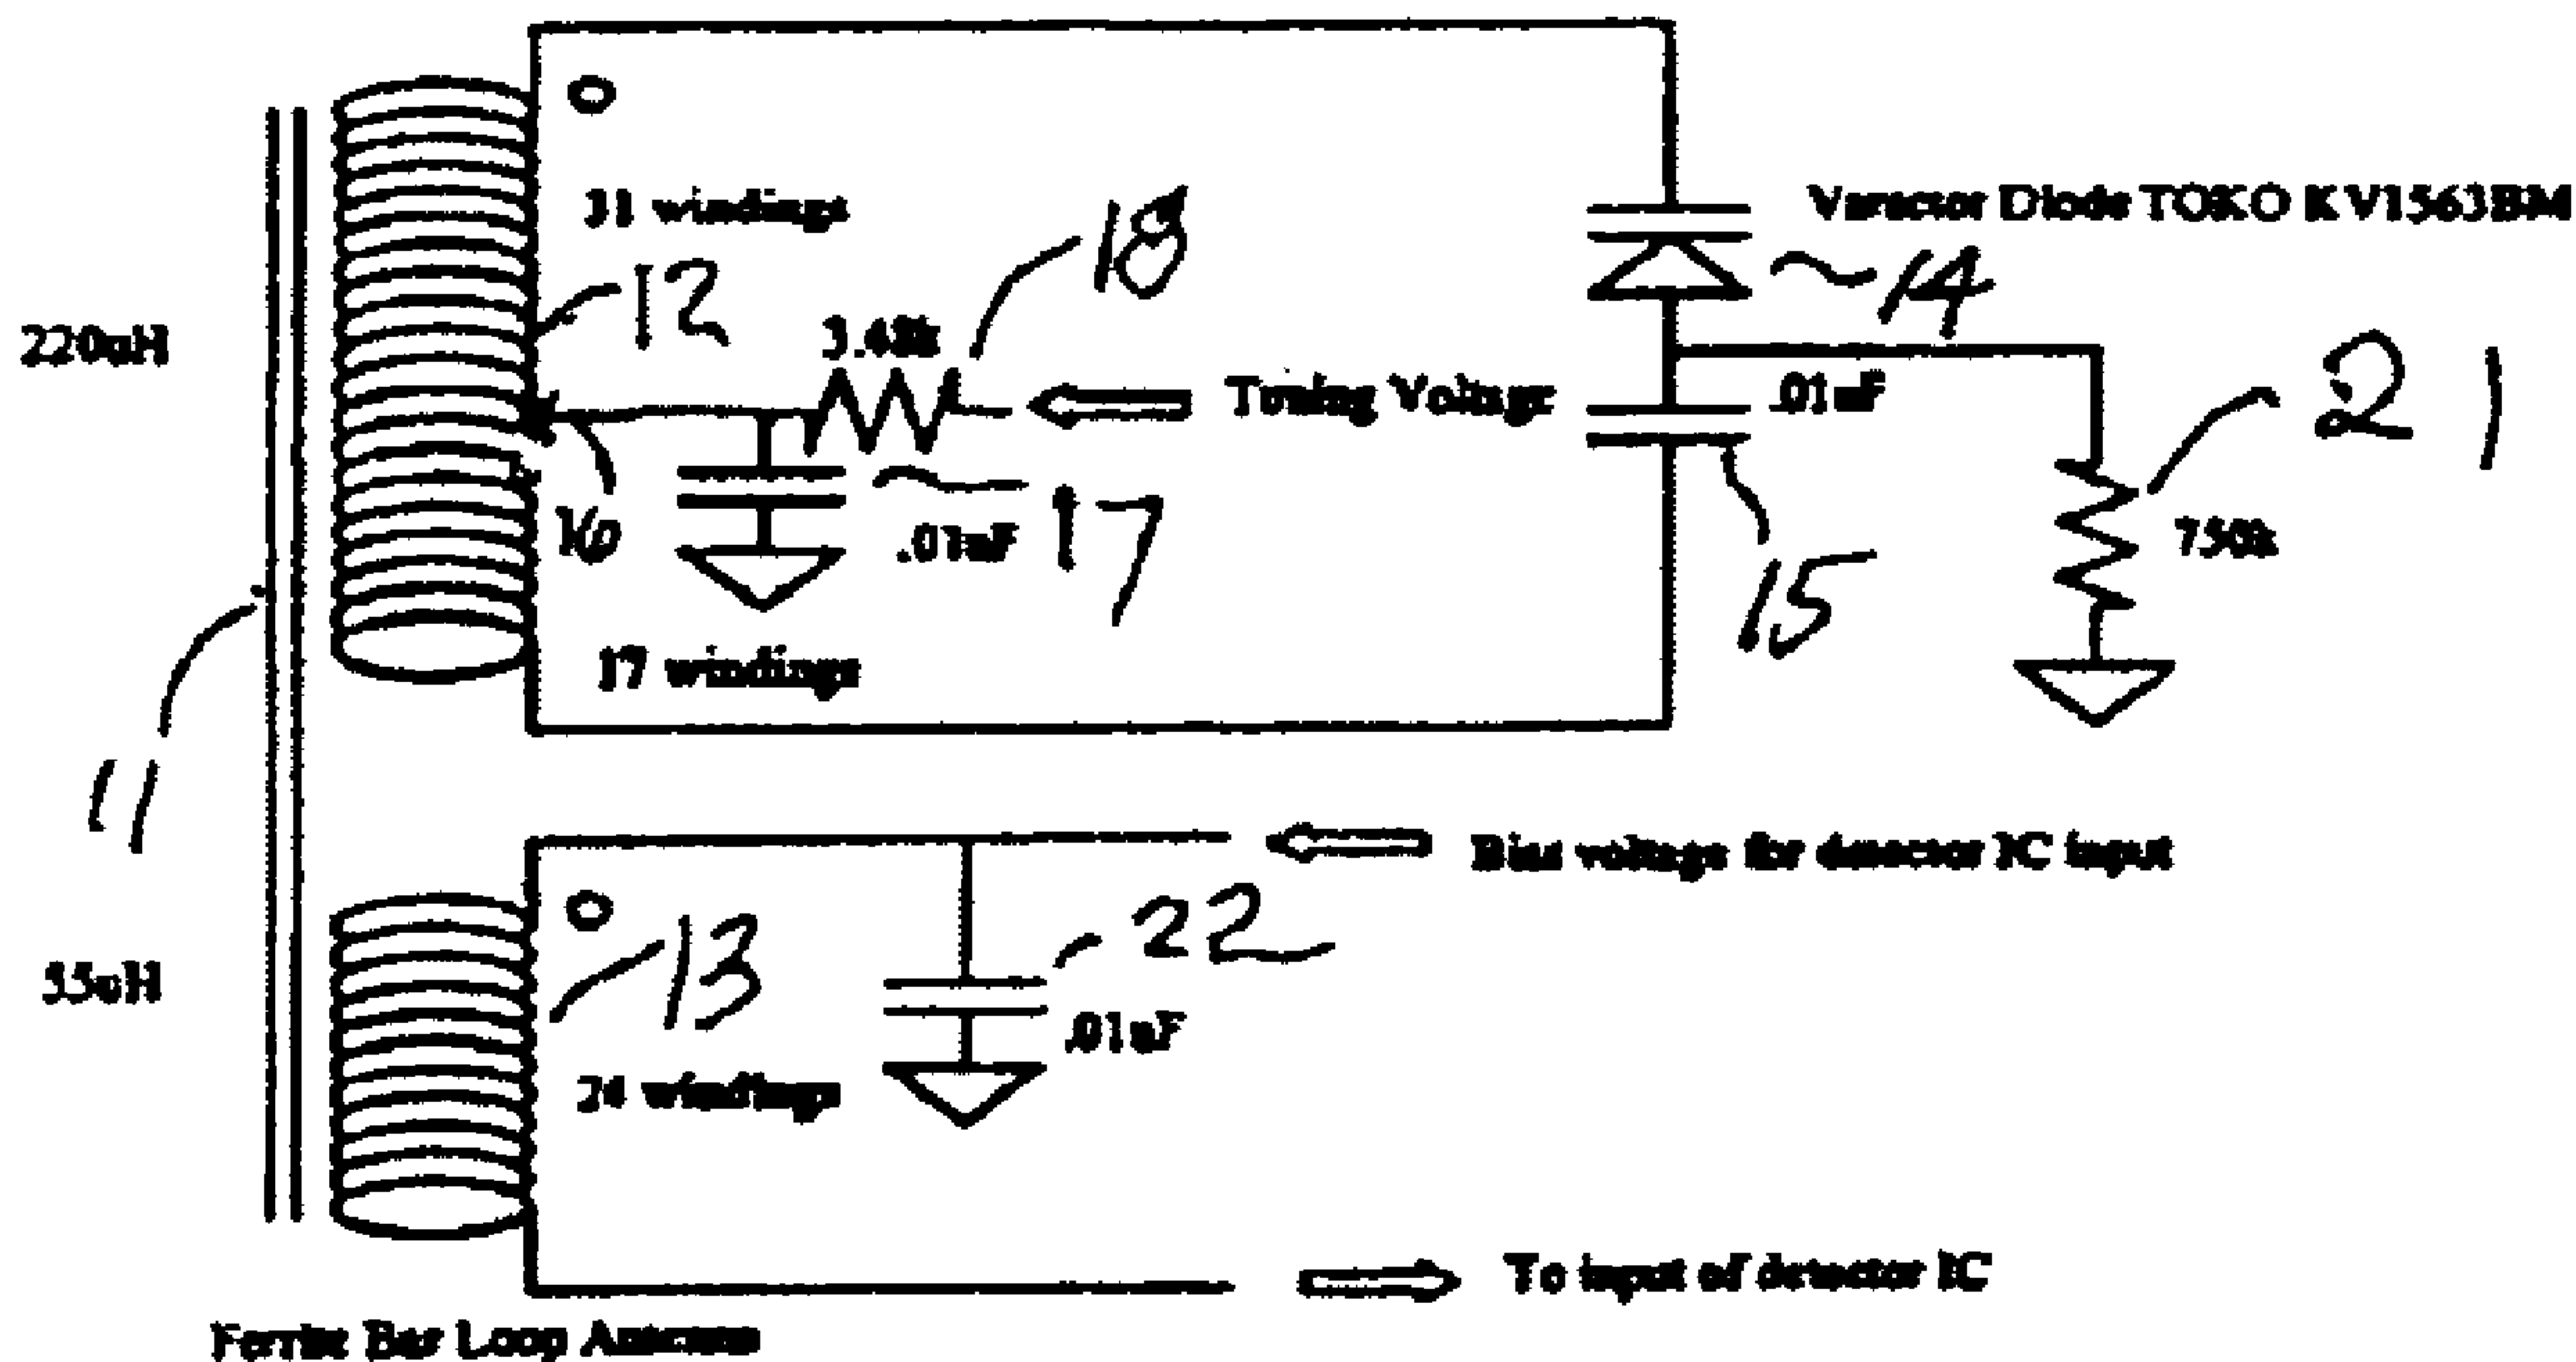 31 windings
Varactor Diode TOKO KV1563BM
18
14
12
220uH
3.48k
21
Tuning Voltage
.01uF
16
.01uF
17
750k
15
17 windings
11
Bias voltage for detector IC input
22
13
55uH
.01uF
24 windings
To input of detector IC
Ferrite Bar Loop Antenna